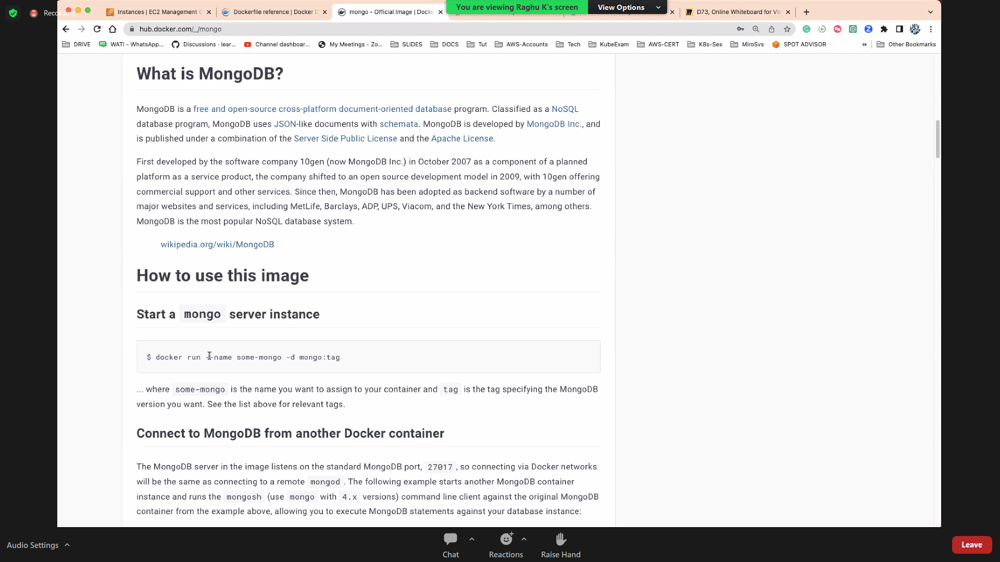 Recording
Instances | EC2 Management C
Dockerfile reference | Docker D
mongo - Official Image | Docke
You are viewing Raghu K's screen
View Options
D73, Online Whiteboard for Vis
hub.docker.com/_/mongo
DRIVE
WATI - WhatsApp...
Discussions · lear...
Channel dashboar...
My Meetings - Zo...
SLIDES
DOCS
Tut
AWS-Accounts
Tech
KubeExam
AWS-CERT
K8s-Ses
MiroSvs
SPOT ADVISOR
»
Other Bookmarks
What is MongoDB?
MongoDB is a free and open-source cross-platform document-oriented database program. Classified as a NoSQL
database program, MongoDB uses JSON-like documents with schemata. MongoDB is developed by MongoDB Inc., and
is published under a combination of the Server Side Public License and the Apache License.
First developed by the software company 10gen (now MongoDB Inc.) in October 2007 as a component of a planned
platform as a service product, the company shifted to an open source development model in 2009, with 10gen offering
commercial support and other services. Since then, MongoDB has been adopted as backend software by a number of
major websites and services, including MetLife, Barclays, ADP, UPS, Viacom, and the New York Times, among others.
MongoDB is the most popular NoSQL database system.
wikipedia.org/wiki/MongoDB
How to use this image
Start a mongo server instance
$ docker run --name some-mongo -d mongo:tag
... where some-mongo is the name you want to assign to your container and tag is the tag specifying the MongoDB
version you want. See the list above for relevant tags.
Connect to MongoDB from another Docker container
The MongoDB server in the image listens on the standard MongoDB port, 27017, so connecting via Docker networks
will be the same as connecting to a remote mongod. The following example starts another MongoDB container
instance and runs the mongosh (use mongo with 4.x versions) command line client against the original MongoDB
container from the example above, allowing you to execute MongoDB statements against your database instance:
Audio Settings
Chat
Reactions
Raise Hand
Leave